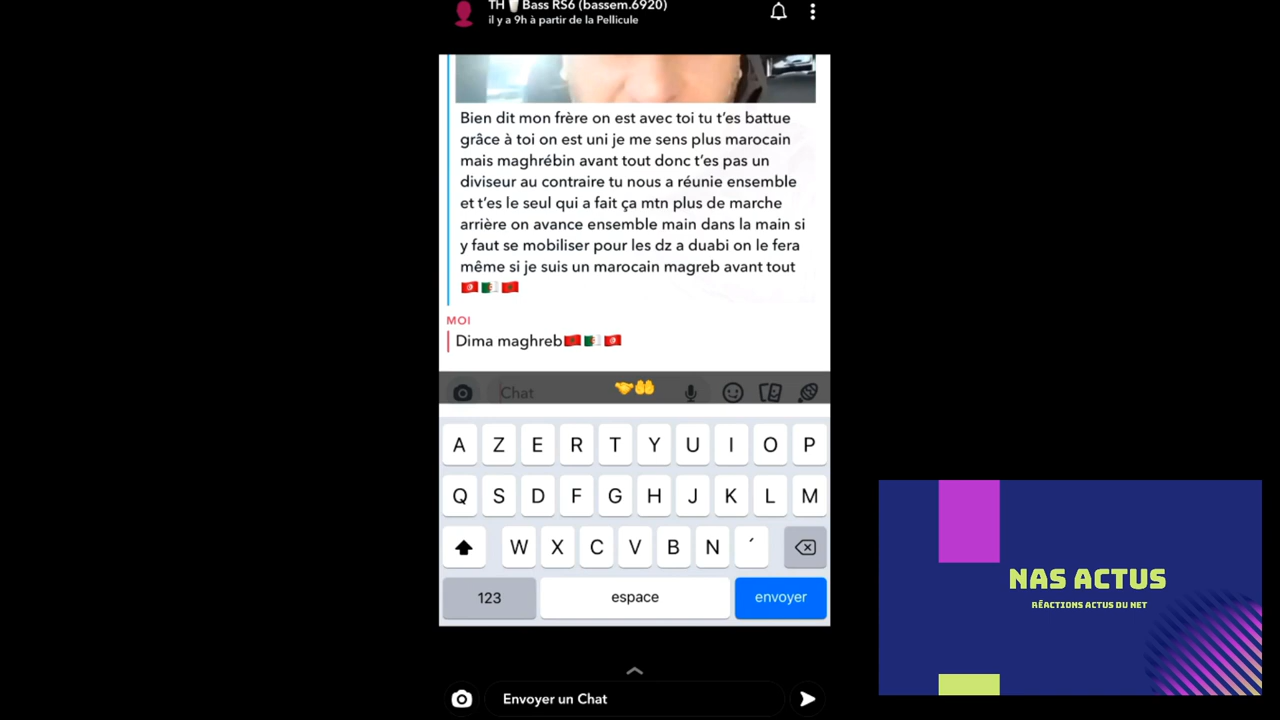 TH🥛Bass RS6 (bassem.6920)
il y a 9h à partir de la Pellicule
Bien dit mon frère on est avec toi tu t'es battue
grâce à toi on est uni je me sens plus marocain
mais maghrébin avant tout donc t'es pas un
diviseur au contraire tu nous a réunie ensemble
et t'es le seul qui a fait ça mtn plus de marche
arrière on avance ensemble main dans la main si
y faut se mobiliser pour les dz a duabi on le fera
même si je suis un marocain magreb avant tout
🇹🇳🇩🇿🇲🇦
MOI
Dima maghreb🇲🇦🇩🇿🇹🇳
Chat 🤝🤲
A Z E R T Y U I O P
Q S D F G H J K L M
W X C V B N ´
123 espace envoyer
Envoyer un Chat
NAS ACTUS
RÉACTIONS ACTUS DU NET